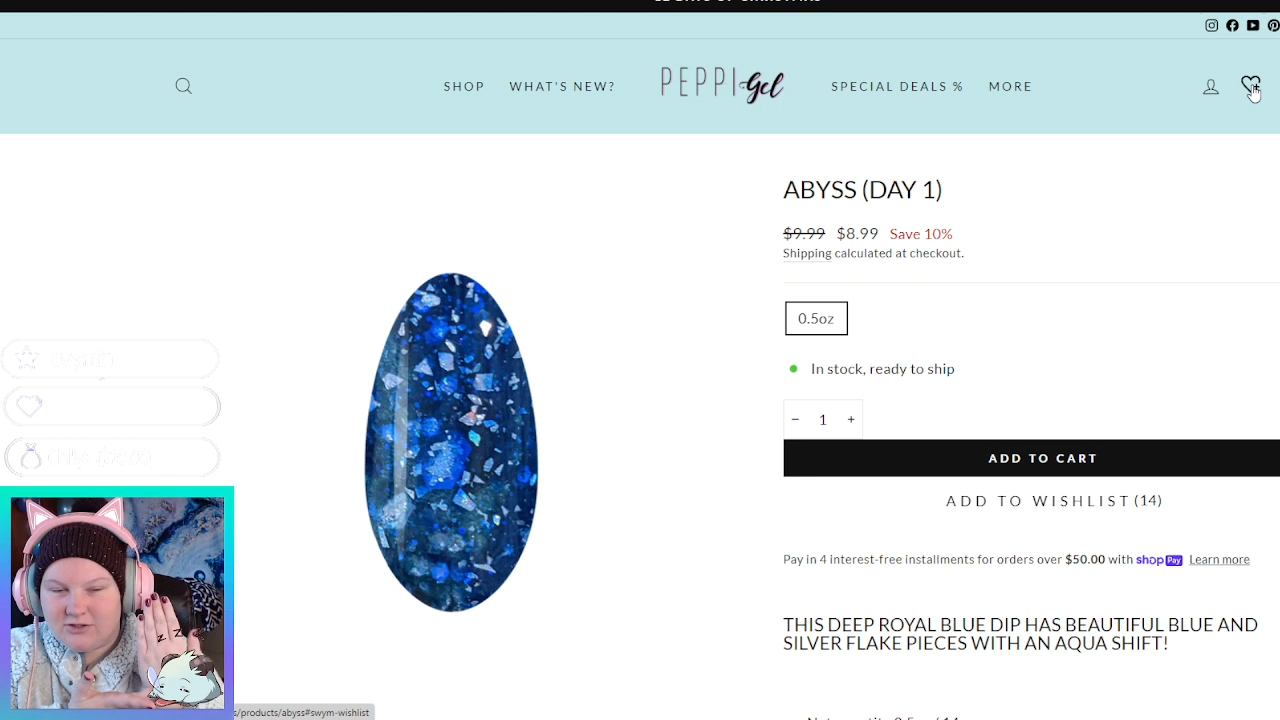 SHOP
WHAT'S NEW?
PEPPI Gel
SPECIAL DEALS %
MORE
ABYSS (DAY 1)
$9.99 $8.99 Save 10%
Shipping calculated at checkout.
0.5oz
In stock, ready to ship
− 1 +
ADD TO CART
ADD TO WISHLIST (14)
Pay in 4 interest-free installments for orders over $50.00 with shop Pay Learn more
THIS DEEP ROYAL BLUE DIP HAS BEAUTIFUL BLUE AND
SILVER FLAKE PIECES WITH AN AQUA SHIFT!
z z z
s/products/abyss#swym-wishlist